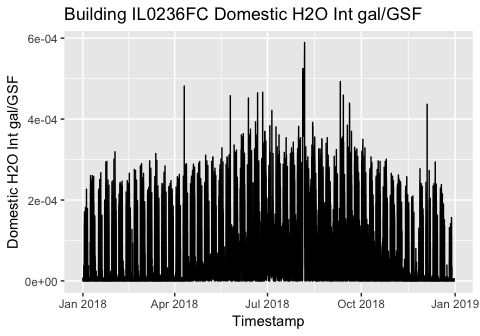 Building IL0236FC Domestic H2O Int gal/GSF
6e-04
4e-04
2e-04
0e+00
Domestic H2O Int gal/GSF
Jan 2018 Apr 2018 Jul 2018 Oct 2018 Jan 2019
Timestamp